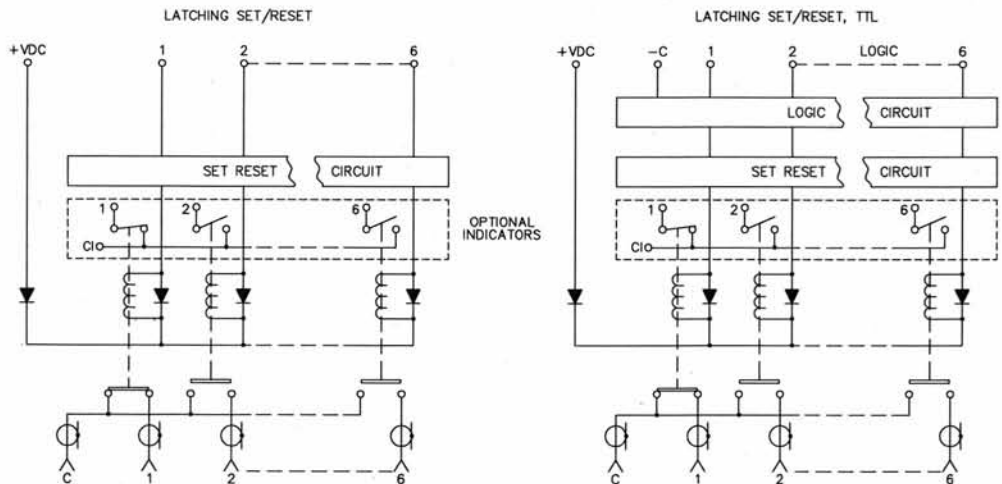 LATCHING SET/RESET
+VDC 1 2 6
SET RESET CIRCUIT
1 2 6
CI
OPTIONAL
INDICATORS
C 1 2 6
LATCHING SET/RESET, TTL
+VDC -C 1 2 LOGIC 6
LOGIC CIRCUIT
SET RESET CIRCUIT
1 2 6
CI
C 1 2 6